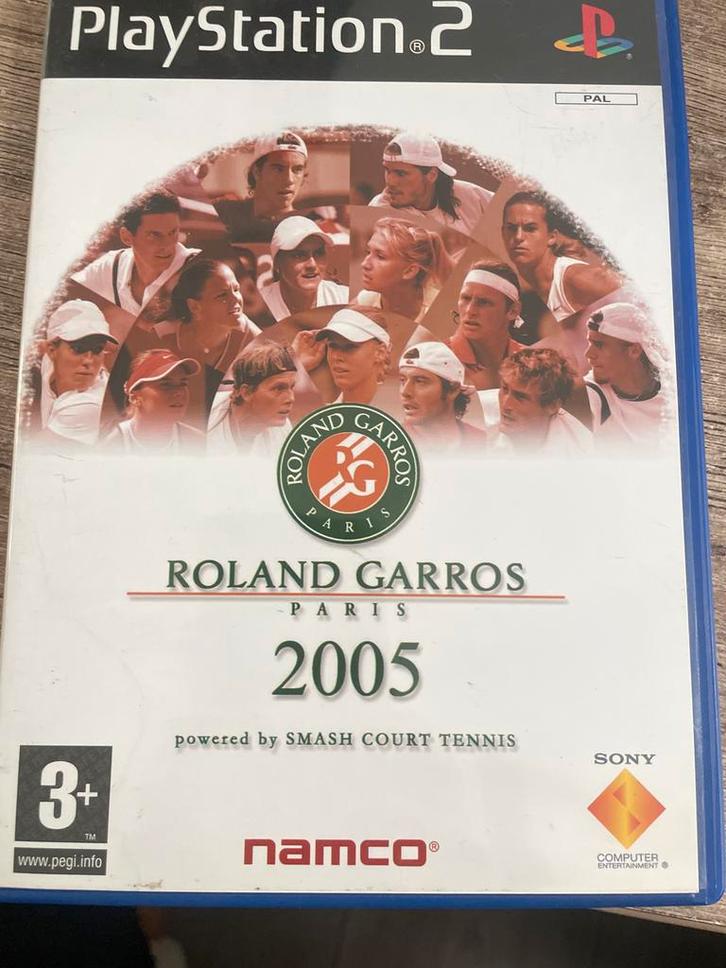 PlayStation®2
PAL
ROLAND GARROS
RG
PARIS
ROLAND GARROS
PARIS
2005
powered by SMASH COURT TENNIS
3+
TM
www.pegi.info
namco®
SONY
COMPUTER
ENTERTAINMENT ®